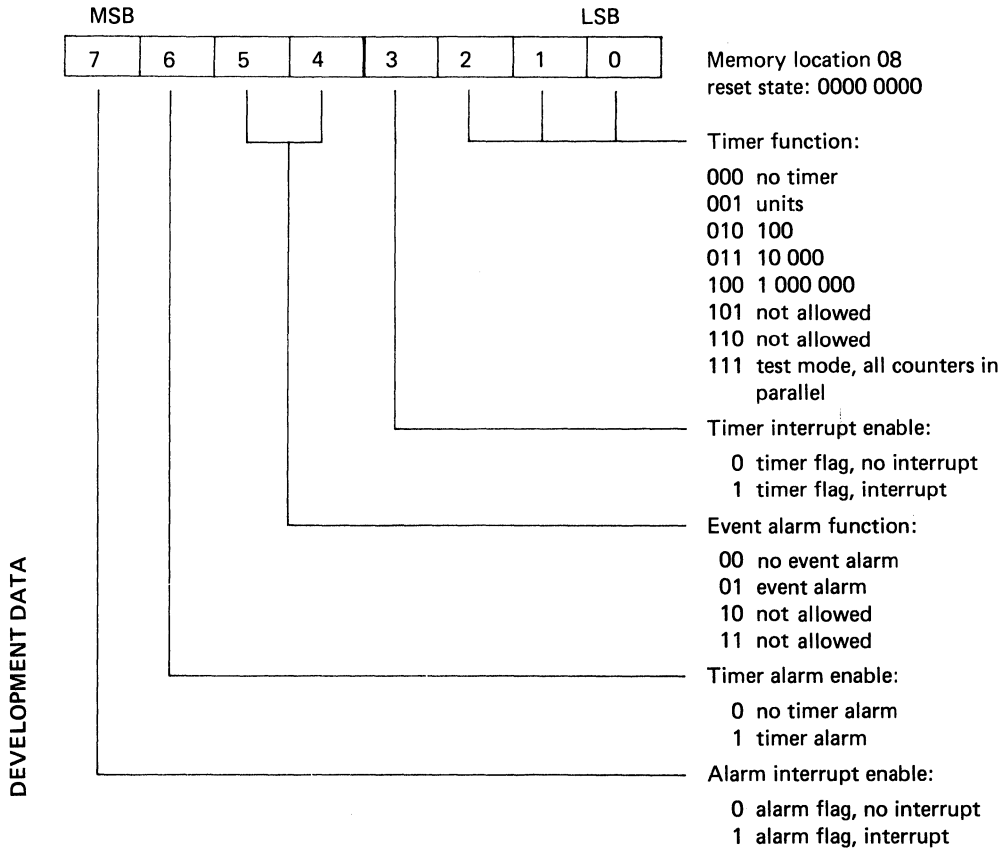 MSB LSB
7 6 5 4 3 2 1 0
Memory location 08
reset state: 0000 0000
Timer function:
000 no timer
001 units
010 100
011 10 000
100 1 000 000
101 not allowed
110 not allowed
111 test mode, all counters in
parallel
Timer interrupt enable:
0 timer flag, no interrupt
1 timer flag, interrupt
Event alarm function:
00 no event alarm
01 event alarm
10 not allowed
11 not allowed
Timer alarm enable:
0 no timer alarm
1 timer alarm
Alarm interrupt enable:
0 alarm flag, no interrupt
1 alarm flag, interrupt
DEVELOPMENT DATA